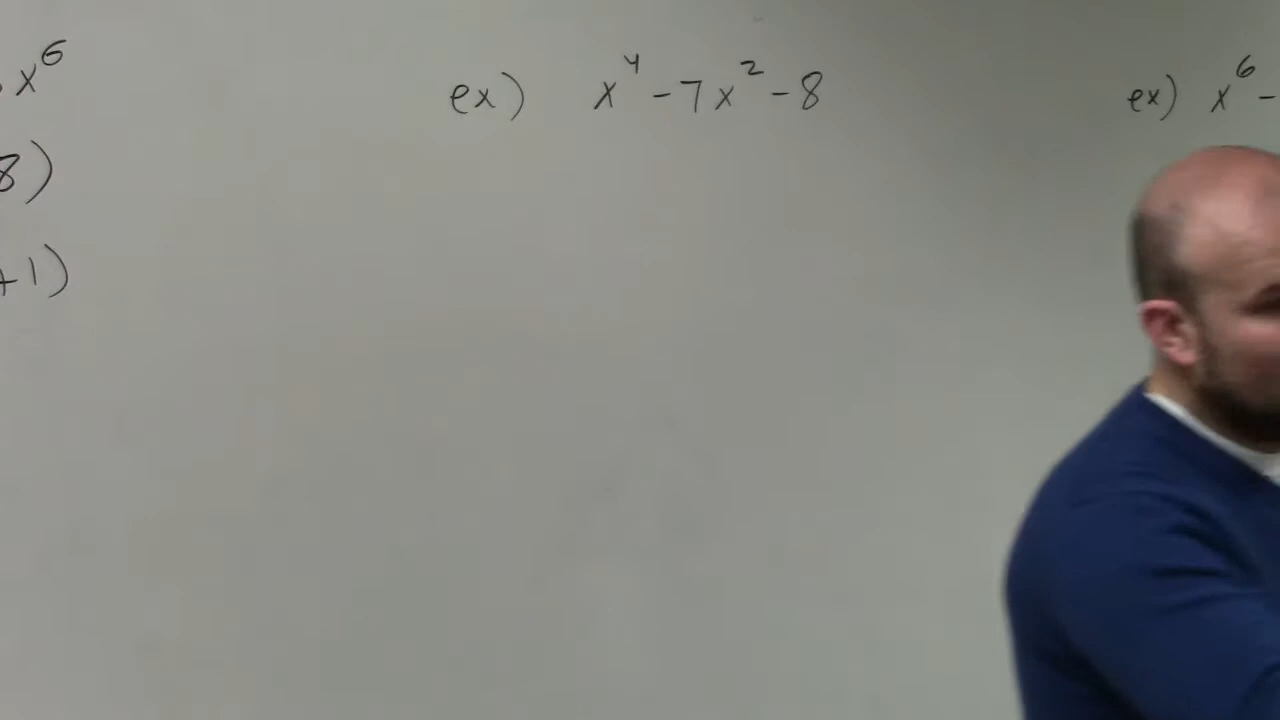 x⁶
8)
+1)
ex) x⁴ - 7x² - 8
ex) x⁶ -